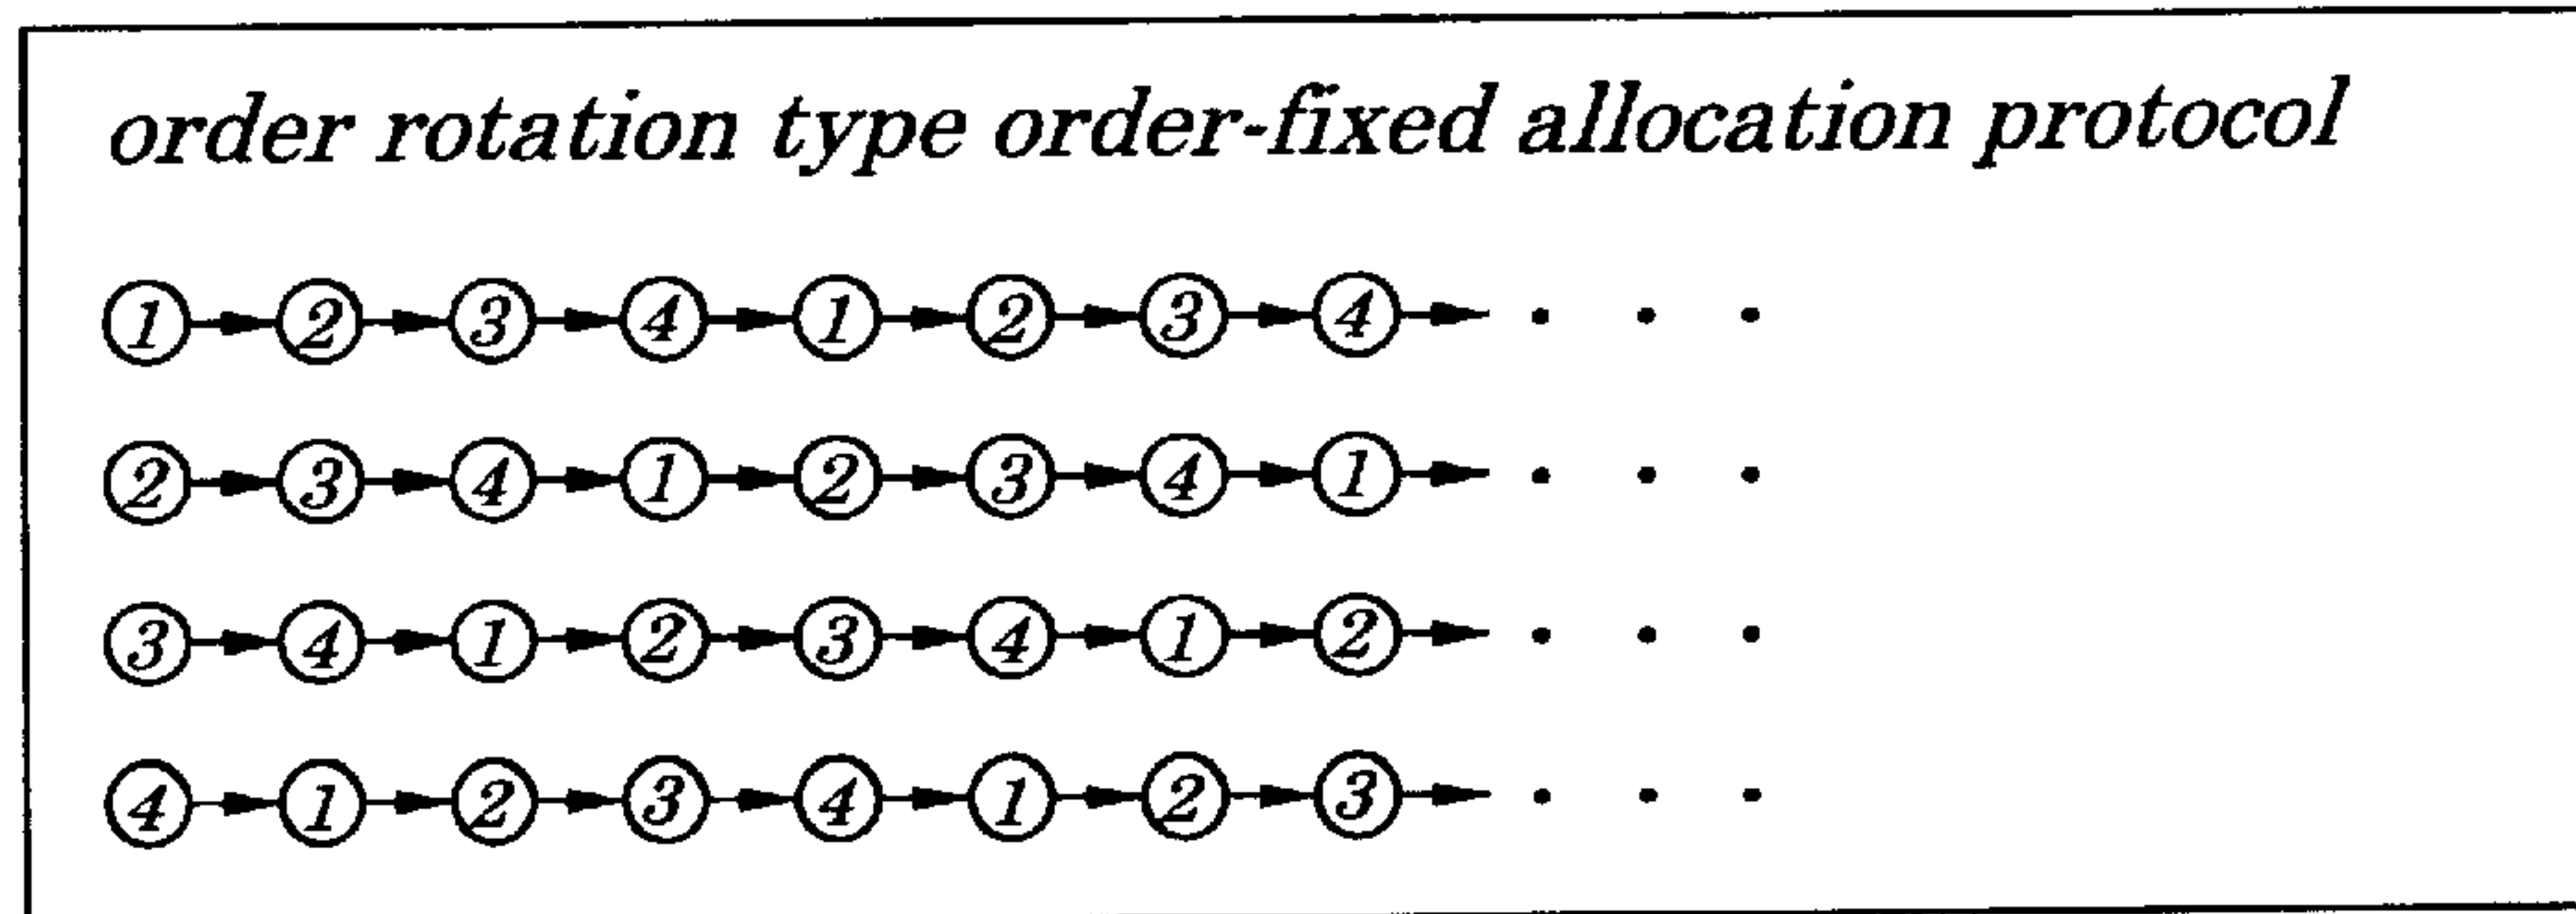 order rotation type order-fixed allocation protocol
1 2 3 4 1 2 3 4 . . .
2 3 4 1 2 3 4 1 . . .
3 4 1 2 3 4 1 2 . . .
4 1 2 3 4 1 2 3 . . .